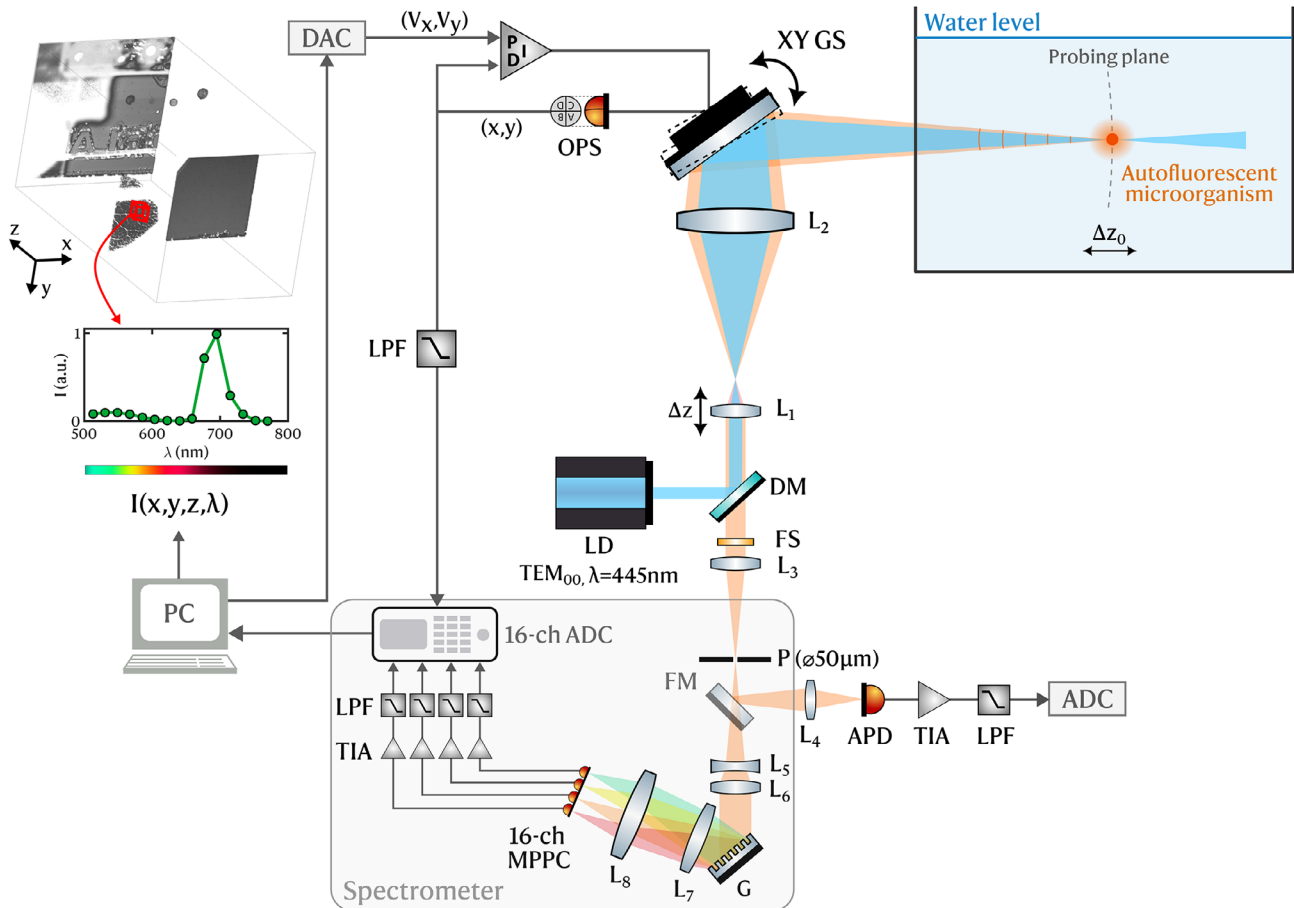 DAC
(Vx,Vy)
P I
D
XY GS
Water level
Probing plane
Autofluorescent
microorganism
Δz₀
(x,y)
A B
C D
OPS
L₂
z
x
y
LPF
Δz
L₁
1
I (a.u.)
0
500
600
700
800
λ (nm)
I(x,y,z,λ)
DM
LD
TEM₀₀, λ=445nm
FS
L₃
PC
16-ch ADC
P (⌀50μm)
FM
L₄
APD
TIA
LPF
ADC
LPF
TIA
L₅
L₆
16-ch
MPPC
L₈
L₇
G
Spectrometer